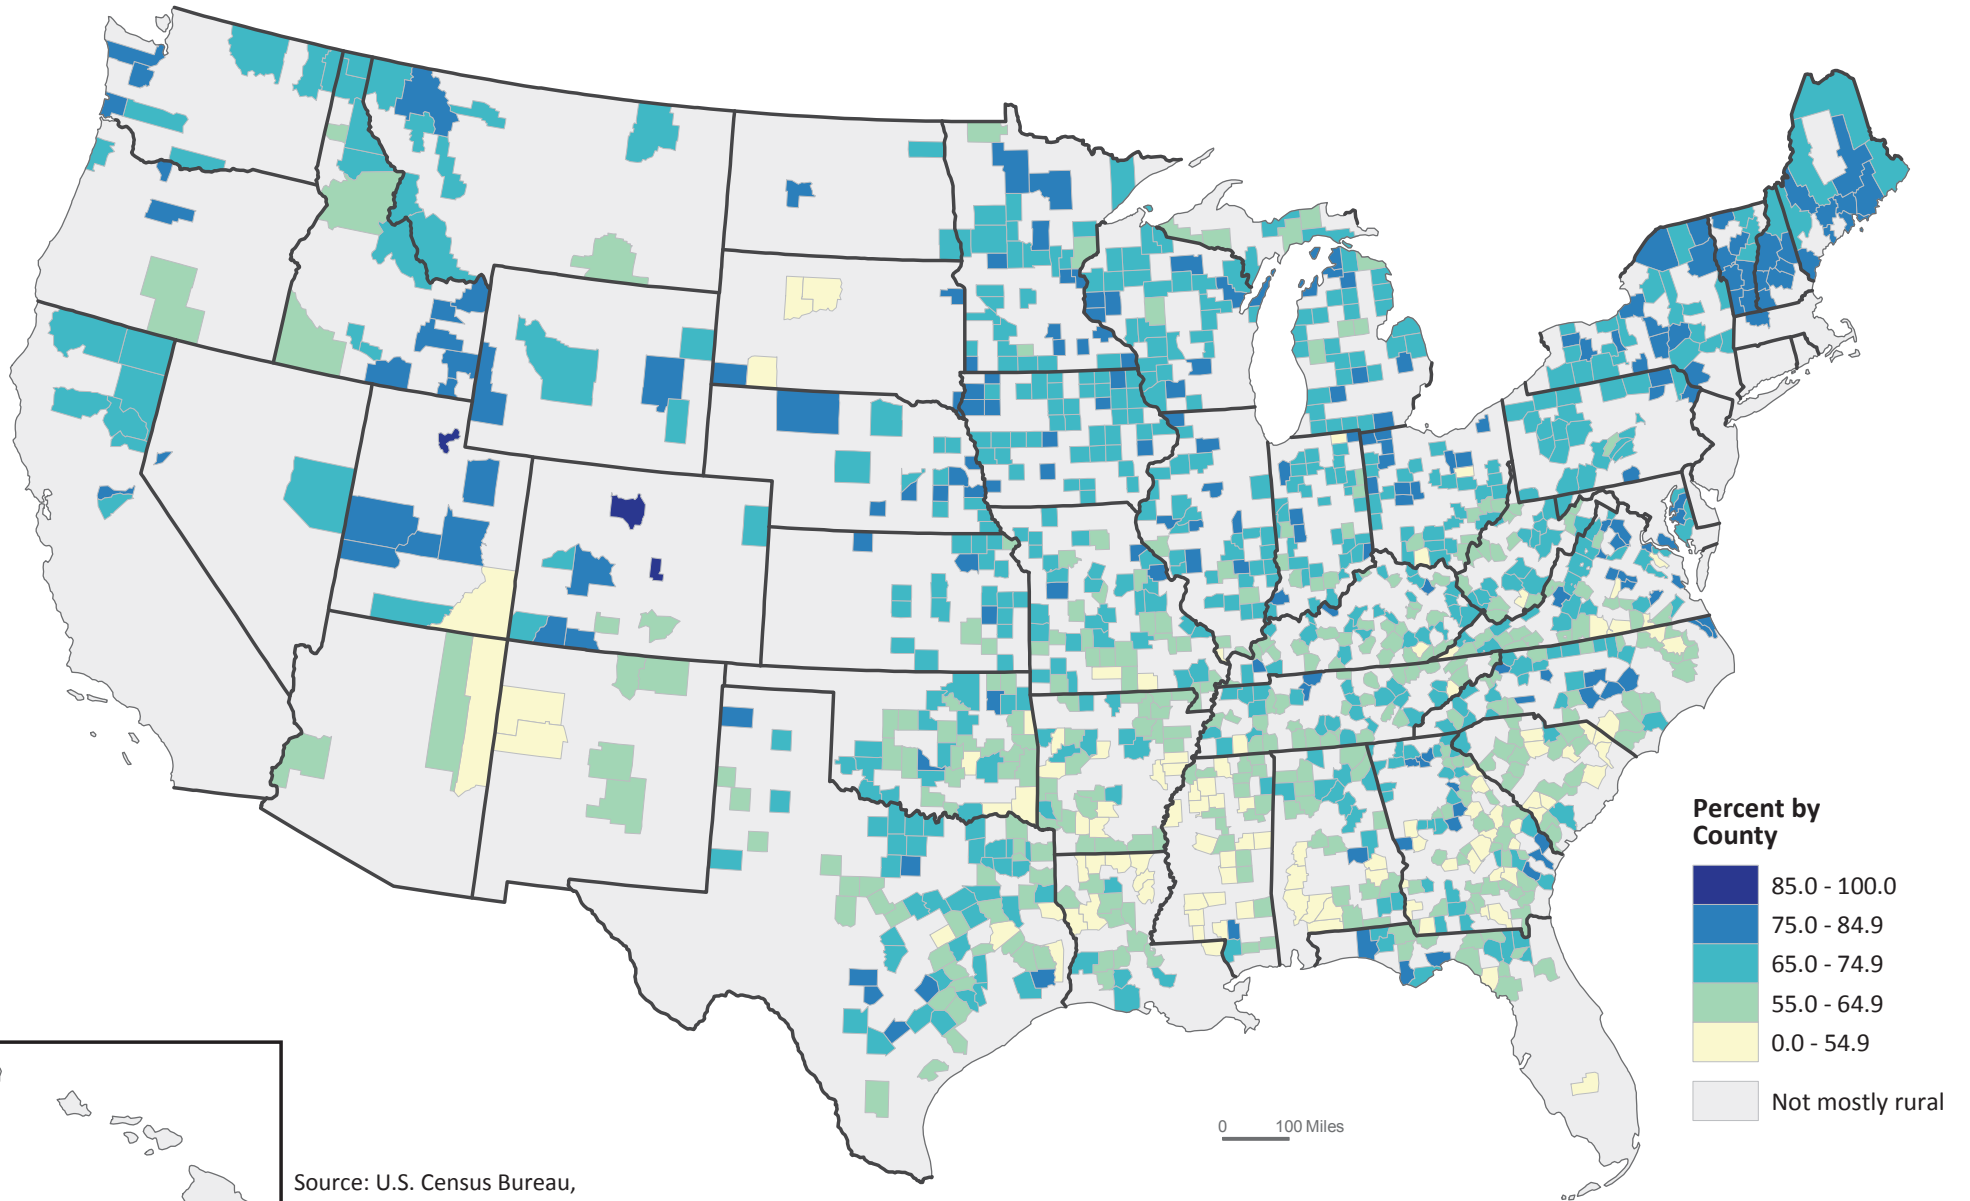 Percent by
County
85.0 - 100.0
75.0 - 84.9
65.0 - 74.9
55.0 - 64.9
0.0 - 54.9
Not mostly rural
0 100 Miles
Source: U.S. Census Bureau,